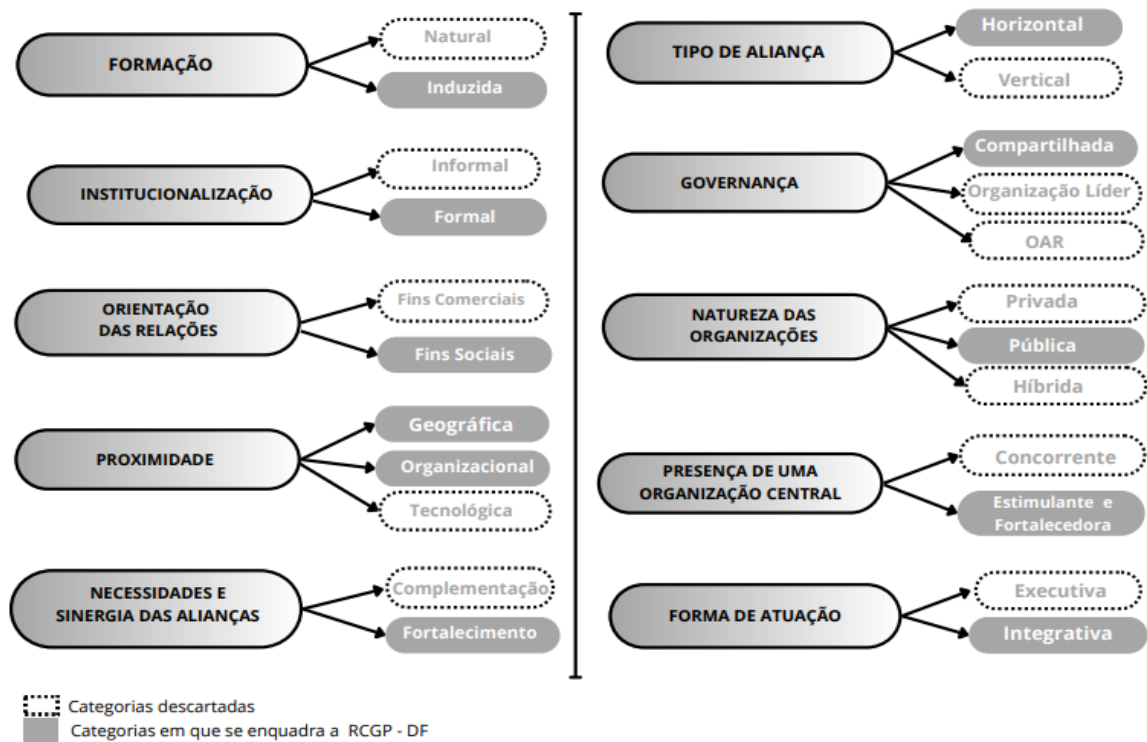 FORMAÇÃO
Natural
Induzida
INSTITUCIONALIZAÇÃO
Informal
Formal
ORIENTAÇÃO
DAS RELAÇÕES
Fins Comerciais
Fins Sociais
PROXIMIDADE
Geográfica
Organizacional
Tecnológica
NECESSIDADES E
SINERGIA DAS ALIANÇAS
Complementação
Fortalecimento
TIPO DE ALIANÇA
Horizontal
Vertical
GOVERNANÇA
Compartilhada
Organização Líder
OAR
NATUREZA DAS
ORGANIZAÇÕES
Privada
Pública
Híbrida
PRESENÇA DE UMA
ORGANIZAÇÃO CENTRAL
Concorrente
Estimulante e
Fortalecedora
FORMA DE ATUAÇÃO
Executiva
Integrativa
Categorias descartadas
Categorias em que se enquadra a RCGP - DF